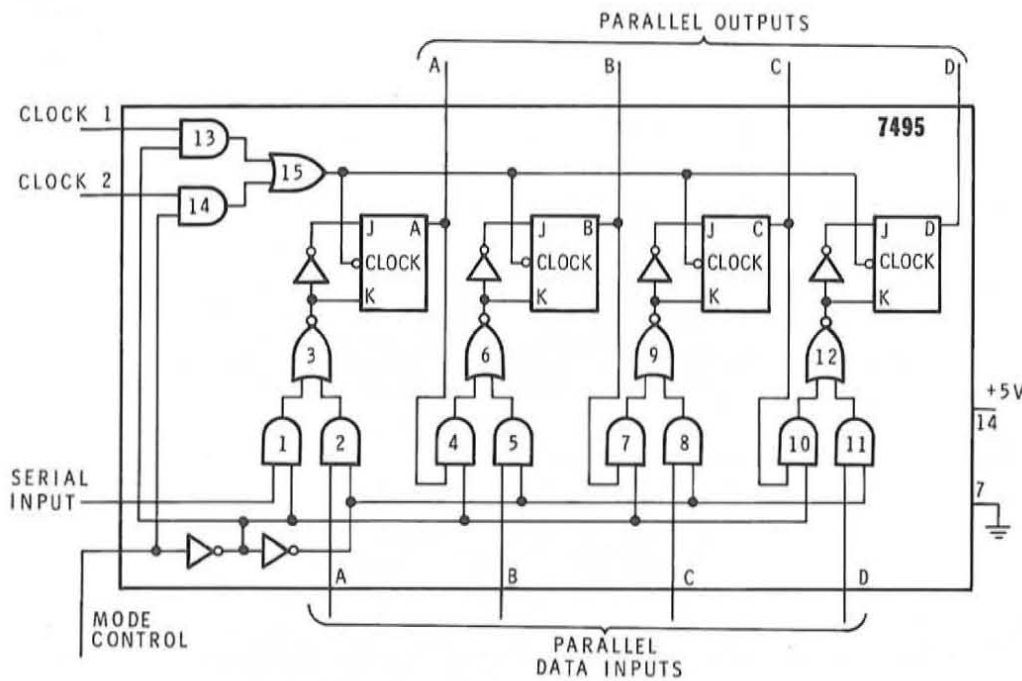 PARALLEL OUTPUTS
A B C D
CLOCK 1
7495
13
15
CLOCK 2
14
J A J B J C J D
CLOCK CLOCK CLOCK CLOCK
K K K K
3 6 9 12
+5V
14
1 2 4 5 7 8 10 11
SERIAL
INPUT
7
A B C D
MODE
CONTROL
PARALLEL
DATA INPUTS